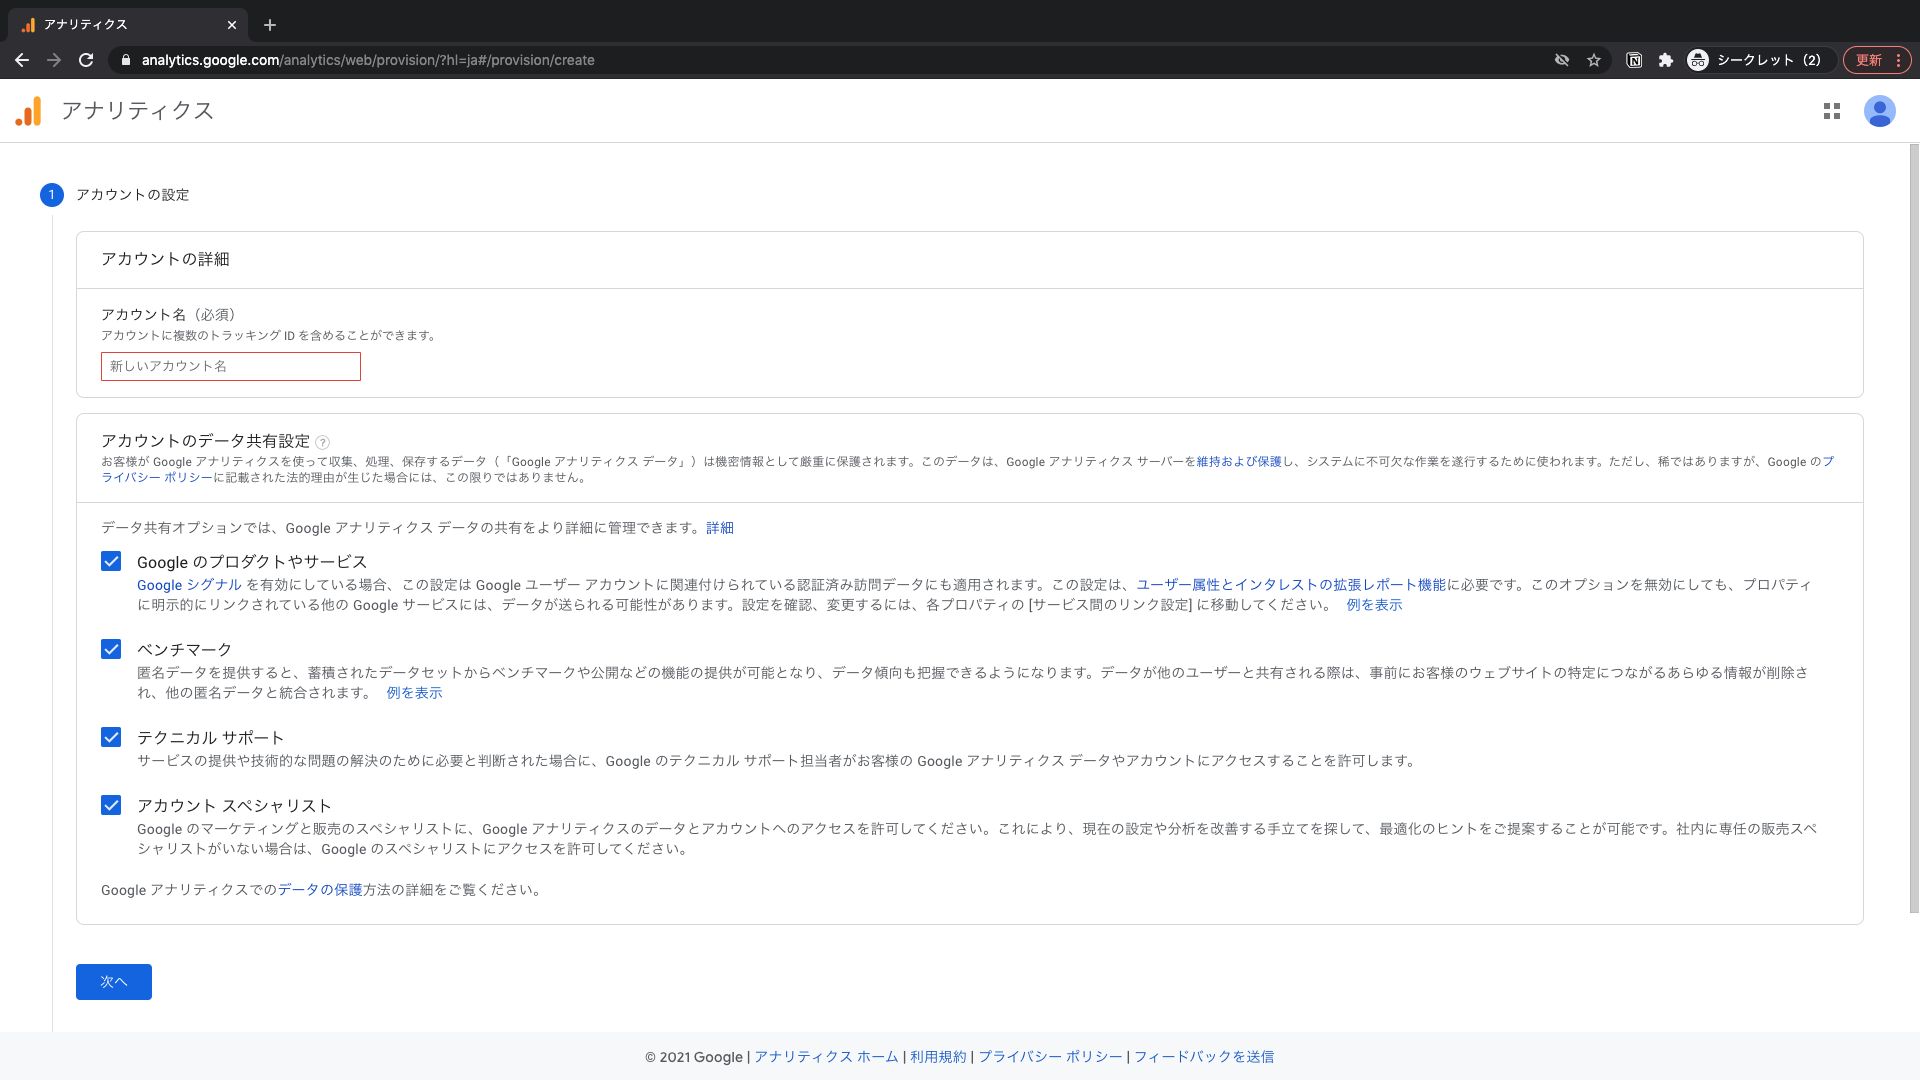 アナリティクス
analytics.google.com/analytics/web/provision/?hl=ja#/provision/create
シークレット（2）
更新
アナリティクス
1 アカウントの設定
アカウントの詳細
アカウント名（必須）
アカウントに複数のトラッキング ID を含めることができます。
新しいアカウント名
アカウントのデータ共有設定 ?
お客様が Google アナリティクスを使って収集、処理、保存するデータ（「Google アナリティクス データ」）は機密情報として厳重に保護されます。このデータは、Google アナリティクス サーバーを維持および保護し、システムに不可欠な作業を遂行するために使われます。ただし、稀ではありますが、Google のプ
ライバシー ポリシーに記載された法的理由が生じた場合には、この限りではありません。
データ共有オプションでは、Google アナリティクス データの共有をより詳細に管理できます。詳細
Google のプロダクトやサービス
Google シグナル を有効にしている場合、この設定は Google ユーザー アカウントに関連付けられている認証済み訪問データにも適用されます。この設定は、ユーザー属性とインタレストの拡張レポート機能に必要です。このオプションを無効にしても、プロパティ
に明示的にリンクされている他の Google サービスには、データが送られる可能性があります。設定を確認、変更するには、各プロパティの [サービス間のリンク設定] に移動してください。 例を表示
ベンチマーク
匿名データを提供すると、蓄積されたデータセットからベンチマークや公開などの機能の提供が可能となり、データ傾向も把握できるようになります。データが他のユーザーと共有される際は、事前にお客様のウェブサイトの特定につながるあらゆる情報が削除さ
れ、他の匿名データと統合されます。 例を表示
テクニカル サポート
サービスの提供や技術的な問題の解決のために必要と判断された場合に、Google のテクニカル サポート担当者がお客様の Google アナリティクス データやアカウントにアクセスすることを許可します。
アカウント スペシャリスト
Google のマーケティングと販売のスペシャリストに、Google アナリティクスのデータとアカウントへのアクセスを許可してください。これにより、現在の設定や分析を改善する手立てを探して、最適化のヒントをご提案することが可能です。社内に専任の販売スペ
シャリストがいない場合は、Google のスペシャリストにアクセスを許可してください。
Google アナリティクスでのデータの保護方法の詳細をご覧ください。
次へ
© 2021 Google | アナリティクス ホーム | 利用規約 | プライバシー ポリシー | フィードバックを送信